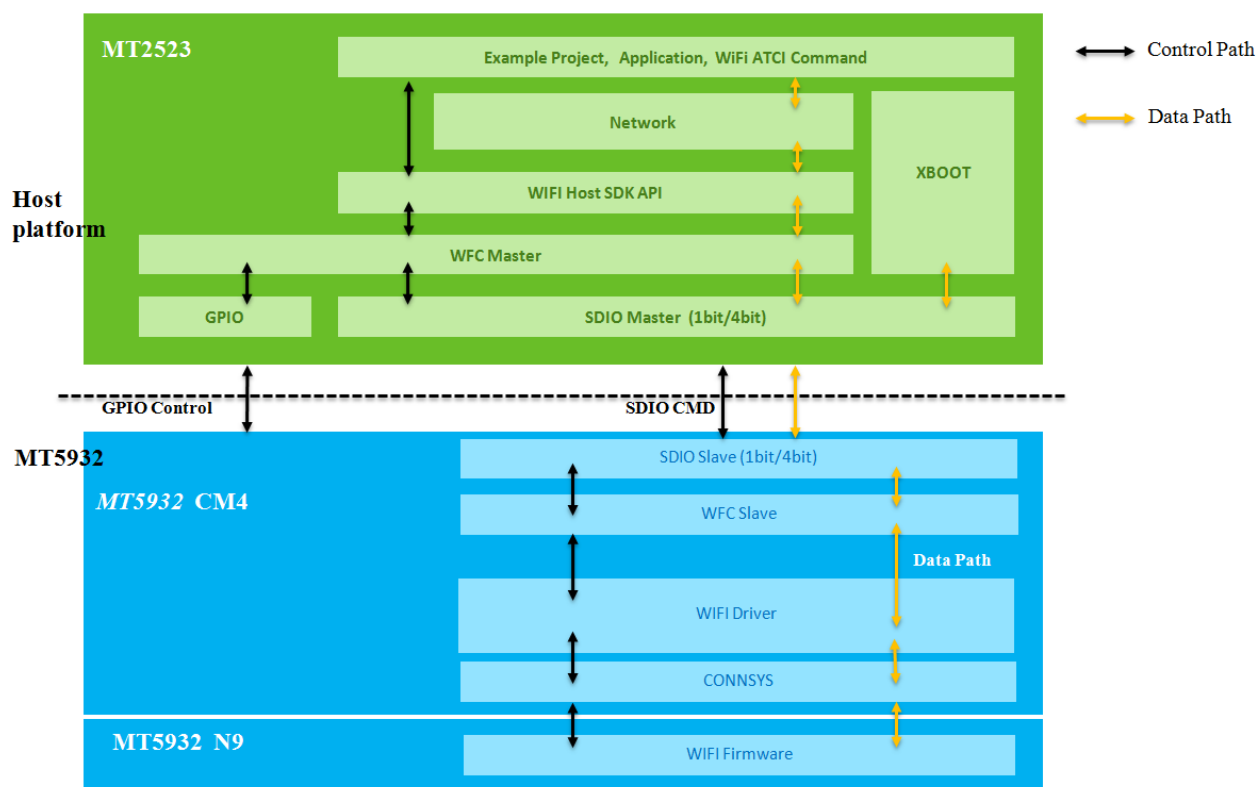 MT2523
Example Project, Application, WiFi ATCI Command
Control Path
Network
Data Path
XBOOT
Host
platform
WIFI Host SDK API
WFC Master
GPIO
SDIO Master (1bit/4bit)
GPIO Control
SDIO CMD
MT5932
SDIO Slave (1bit/4bit)
MT5932 CM4
WFC Slave
Data Path
WIFI Driver
CONNSYS
MT5932 N9
WIFI Firmware